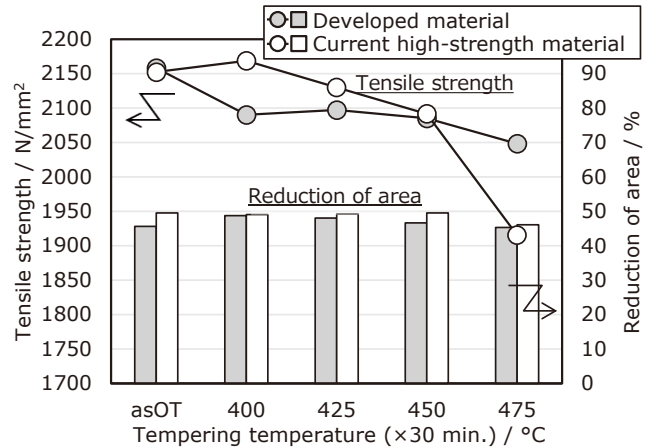 Developed material
Current high-strength material
2200
2150
2100
2050
2000
1950
1900
1850
1800
1750
1700
Tensile strength / N/mm²
Tensile strength
Reduction of area
90
80
70
60
50
40
30
20
10
0
Reduction of area / %
asOT 400 425 450 475
Tempering temperature (×30 min.) / °C